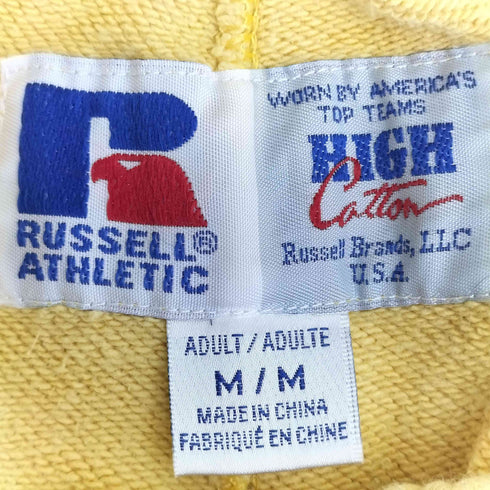 RUSSELL®
ATHLETIC
WORN BY AMERICA'S
TOP TEAMS
HIGH
Cotton
Russell Brands, LLC
U.S.A.
ADULT / ADULTE
M / M
MADE IN CHINA
FABRIQUÉ EN CHINE